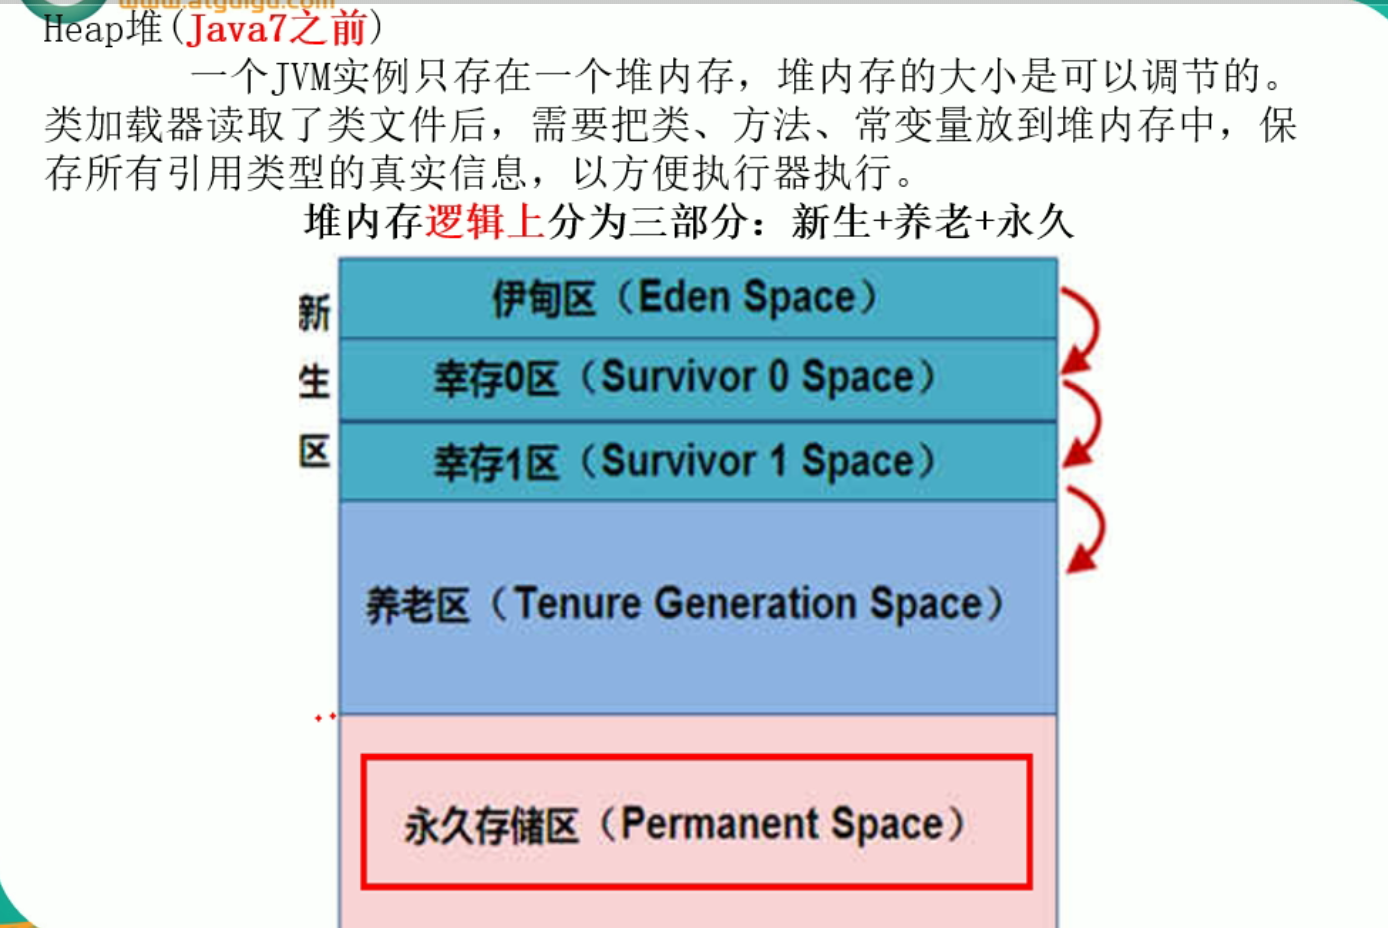 www.atguigu.com
Heap堆(Java7之前)
一个JVM实例只存在一个堆内存，堆内存的大小是可以调节的。
类加载器读取了类文件后，需要把类、方法、常变量放到堆内存中，保
存所有引用类型的真实信息，以方便执行器执行。
堆内存逻辑上分为三部分：新生+养老+永久
新生区
伊甸区（Eden Space）
幸存0区（Survivor 0 Space）
幸存1区（Survivor 1 Space）
养老区（Tenure Generation Space）
永久存储区（Permanent Space）